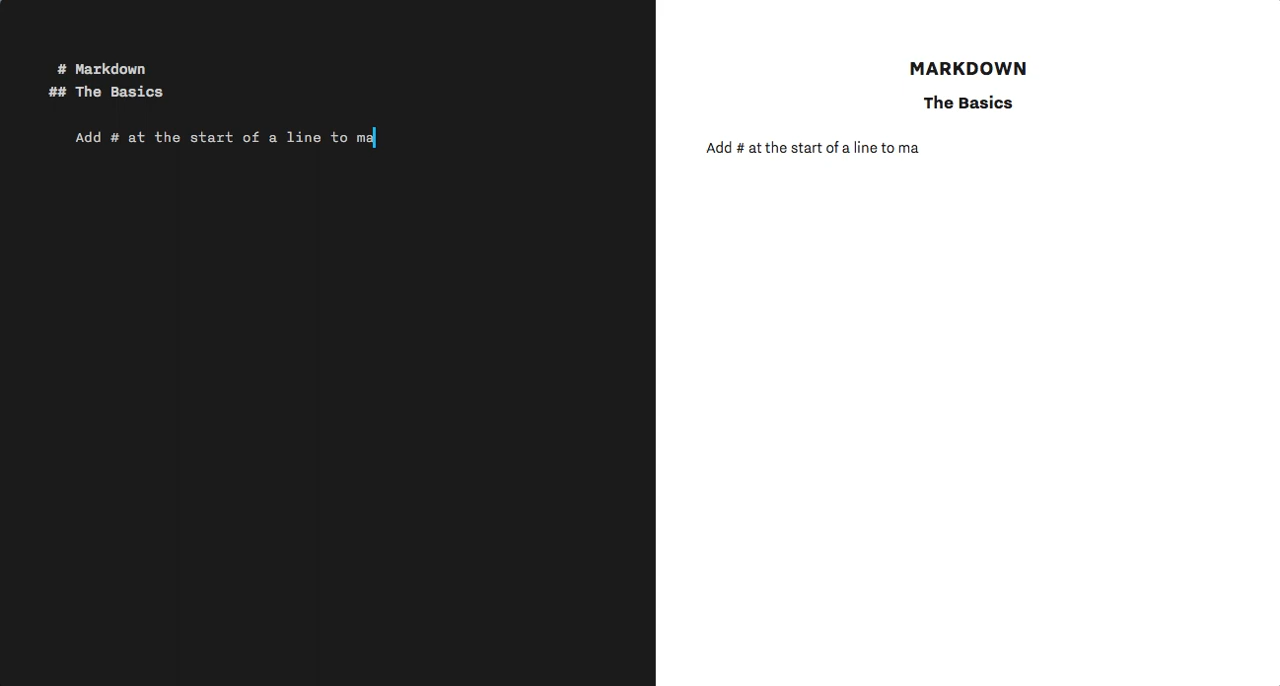 # Markdown
## The Basics
Add # at the start of a line to ma
MARKDOWN
The Basics
Add # at the start of a line to ma